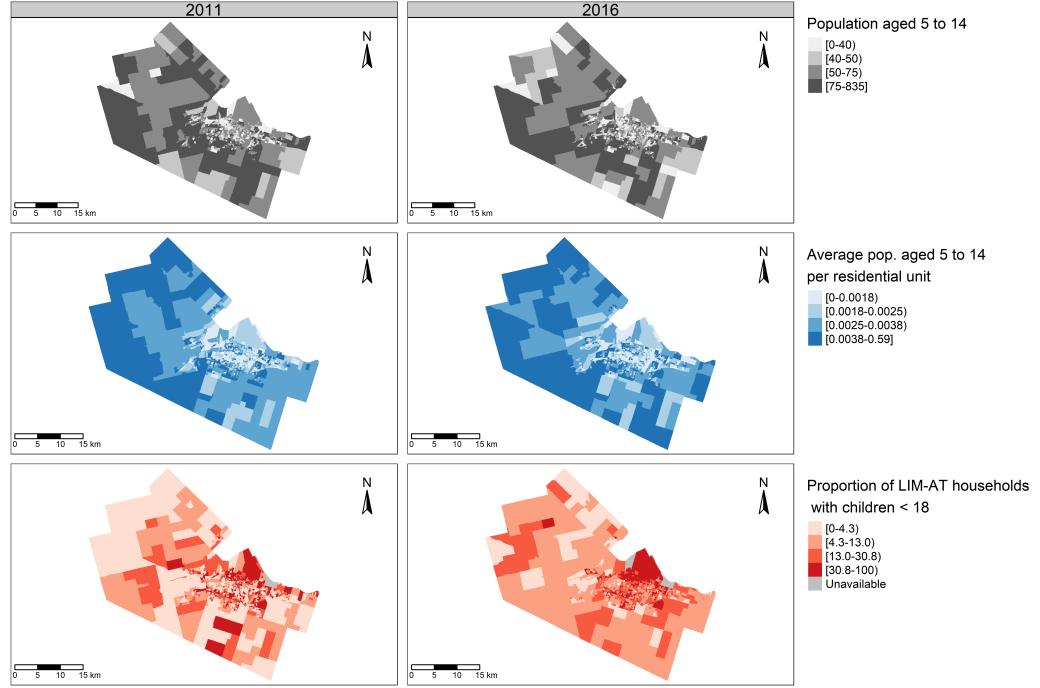 2011
2016
N
0 5 10 15 km
N
0 5 10 15 km
Population aged 5 to 14
[0-40)
[40-50)
[50-75)
[75-835]
N
0 5 10 15 km
N
0 5 10 15 km
Average pop. aged 5 to 14
per residential unit
[0-0.0018)
[0.0018-0.0025)
[0.0025-0.0038)
[0.0038-0.59]
N
0 5 10 15 km
N
0 5 10 15 km
Proportion of LIM-AT households
with children < 18
[0-4.3)
[4.3-13.0)
[13.0-30.8)
[30.8-100)
Unavailable